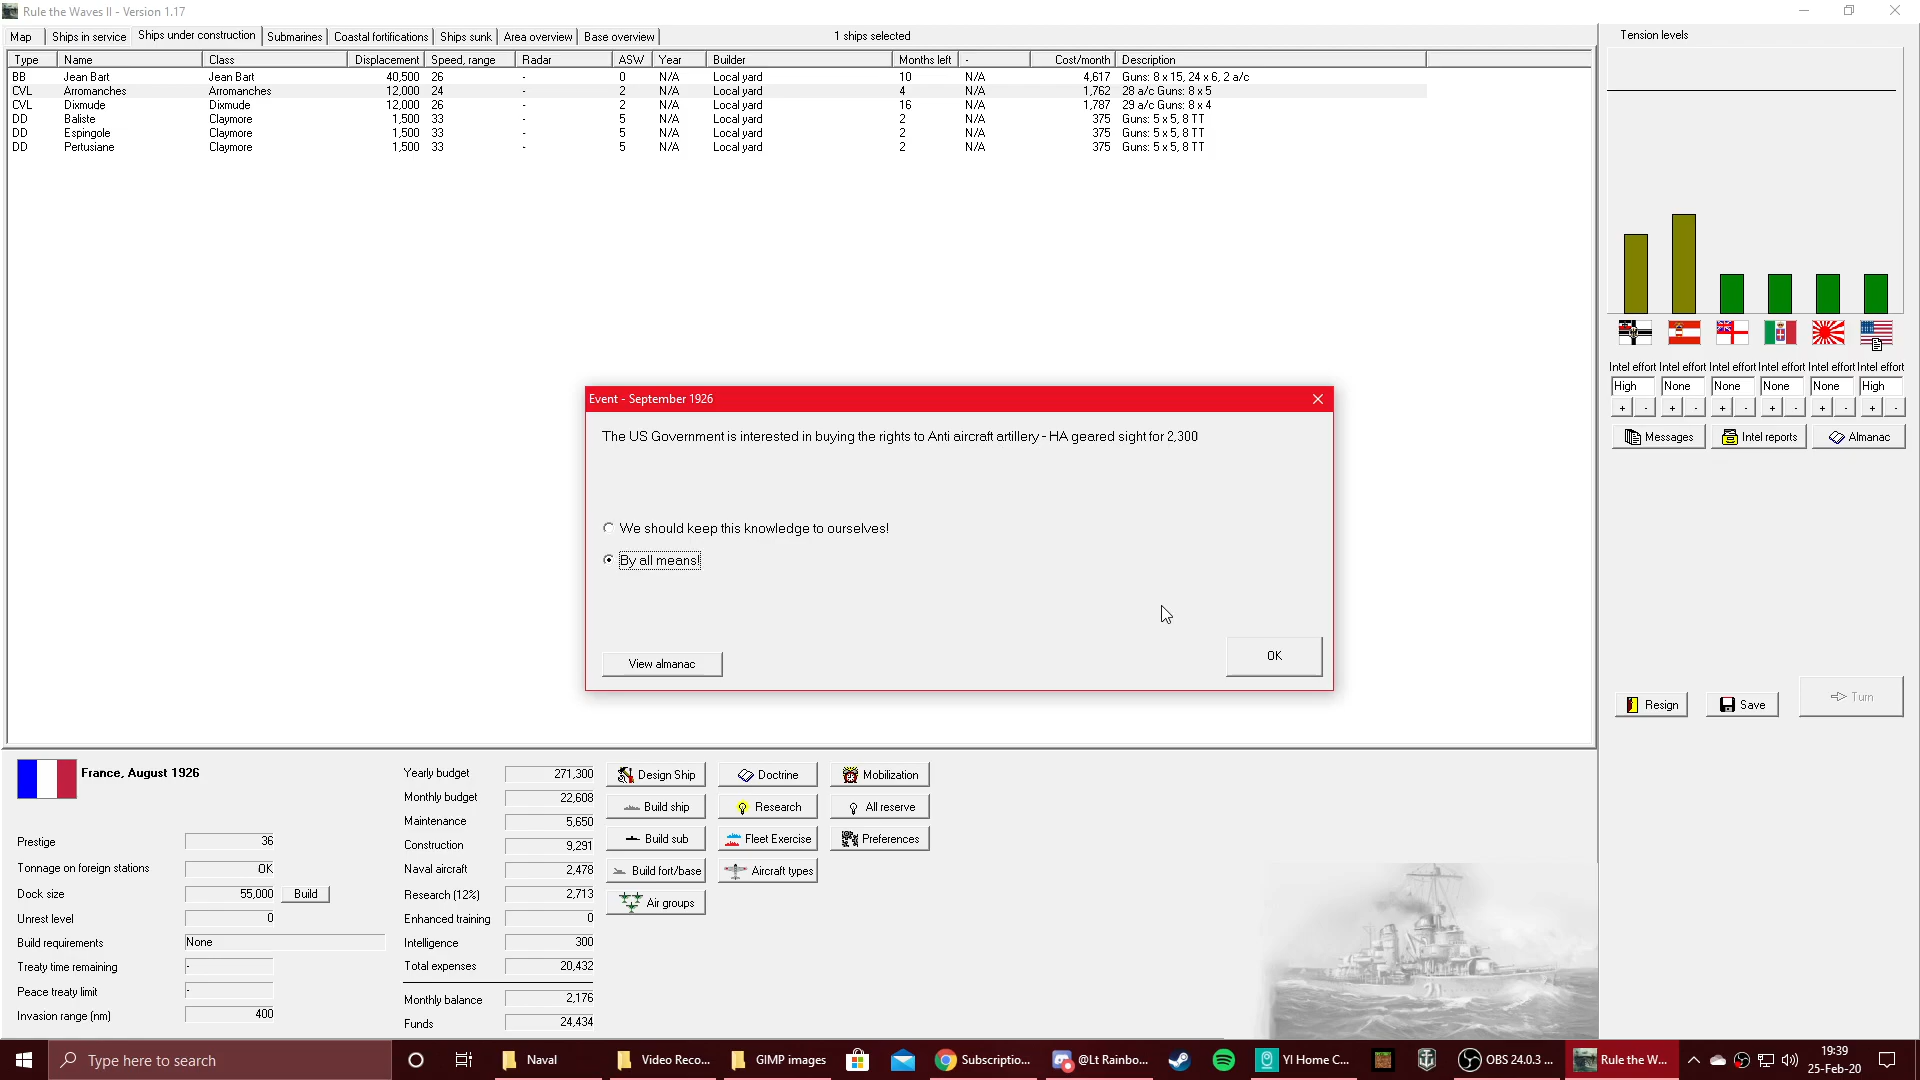 Rule the Waves II - Version 1.17
Map Ships in service Ships under construction Submarines Coastal fortifications Ships sunk Area overview Base overview 1 ships selected
Type Name Class Displacement Speed, range Radar ASW Year Builder Months left - Cost/month Description
BB Jean Bart Jean Bart 40,500 26 - 0 N/A Local yard 10 N/A 4,617 Guns: 8 x 15, 24 x 6, 2 a/c
CVL Arromanches Arromanches 12,000 24 - 2 N/A Local yard 4 N/A 1,762 28 a/c Guns: 8 x 5
CVL Dixmude Dixmude 12,000 26 - 2 N/A Local yard 16 N/A 1,787 29 a/c Guns: 8 x 4
DD Baliste Claymore 1,500 33 - 5 N/A Local yard 2 N/A 375 Guns: 5 x 5, 8 TT
DD Espingole Claymore 1,500 33 - 5 N/A Local yard 2 N/A 375 Guns: 5 x 5, 8 TT
DD Pertusiane Claymore 1,500 33 - 5 N/A Local yard 2 N/A 375 Guns: 5 x 5, 8 TT
Tension levels
Intel effort Intel effort Intel effort Intel effort Intel effort Intel effort
High None None None None High
+ - + - + - + - + - + -
Messages Intel reports Almanac
Event - September 1926
The US Government is interested in buying the rights to Anti aircraft artillery - HA geared sight for 2,300
We should keep this knowledge to ourselves!
By all means!
View almanac OK
Resign Save Turn
France, August 1926
Prestige 36
Tonnage on foreign stations OK
Dock size 55,000 Build
Unrest level 0
Build requirements None
Treaty time remaining -
Peace treaty limit -
Invasion range (nm) 400
Yearly budget 271,300
Monthly budget 22,608
Maintenance 5,650
Construction 9,291
Naval aircraft 2,478
Research (12%) 2,713
Enhanced training 0
Intelligence 300
Total expenses 20,432
Monthly balance 2,176
Funds 24,434
Design Ship Doctrine Mobilization
Build ship Research All reserve
Build sub Fleet Exercise Preferences
Build fort/base Aircraft types
Air groups
Type here to search
Naval Video Reco... GIMP images Subscriptio... @Lt Rainbo... YI Home C... OBS 24.0.3 ... Rule the W...
19:39
25-Feb-20